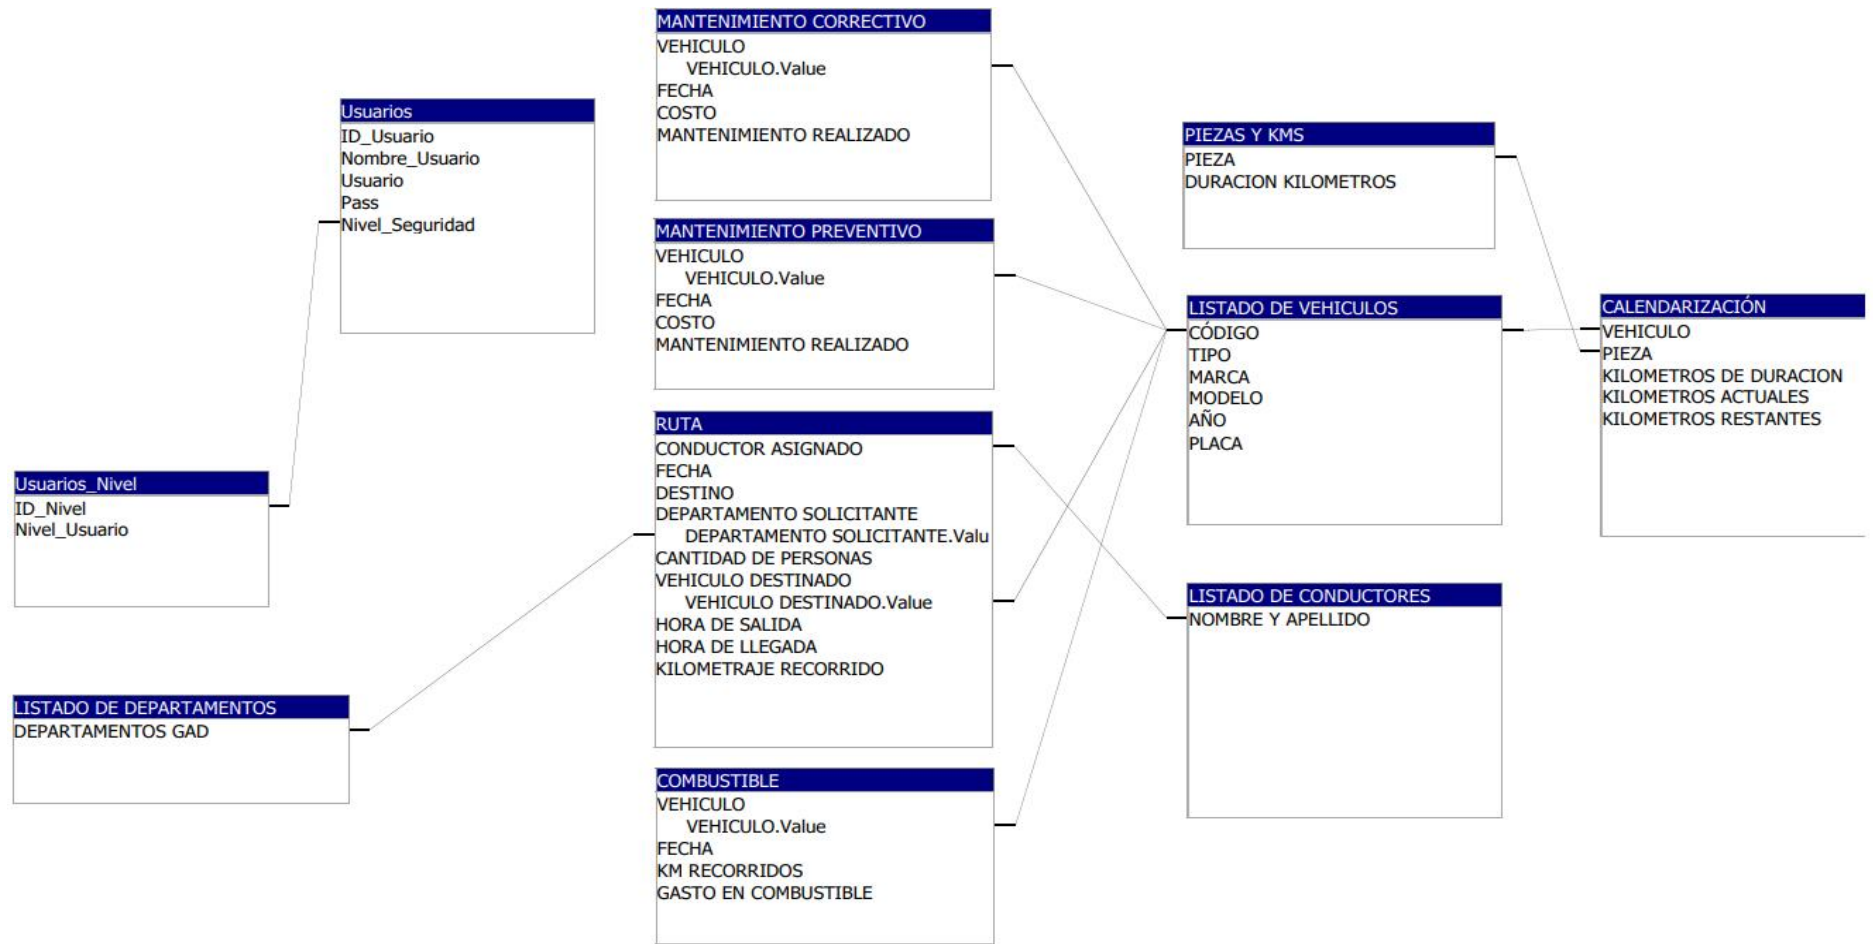 MANTENIMIENTO CORRECTIVO
VEHICULO
VEHICULO.Value
FECHA
COSTO
MANTENIMIENTO REALIZADO
Usuarios
ID_Usuario
Nombre_Usuario
Usuario
Pass
Nivel_Seguridad
PIEZAS Y KMS
PIEZA
DURACION KILOMETROS
MANTENIMIENTO PREVENTIVO
VEHICULO
VEHICULO.Value
FECHA
COSTO
MANTENIMIENTO REALIZADO
LISTADO DE VEHICULOS
CÓDIGO
TIPO
MARCA
MODELO
AÑO
PLACA
CALENDARIZACIÓN
VEHICULO
PIEZA
KILOMETROS DE DURACION
KILOMETROS ACTUALES
KILOMETROS RESTANTES
RUTA
CONDUCTOR ASIGNADO
FECHA
DESTINO
DEPARTAMENTO SOLICITANTE
DEPARTAMENTO SOLICITANTE.Valu
CANTIDAD DE PERSONAS
VEHICULO DESTINADO
VEHICULO DESTINADO.Value
HORA DE SALIDA
HORA DE LLEGADA
KILOMETRAJE RECORRIDO
Usuarios_Nivel
ID_Nivel
Nivel_Usuario
LISTADO DE CONDUCTORES
NOMBRE Y APELLIDO
LISTADO DE DEPARTAMENTOS
DEPARTAMENTOS GAD
COMBUSTIBLE
VEHICULO
VEHICULO.Value
FECHA
KM RECORRIDOS
GASTO EN COMBUSTIBLE